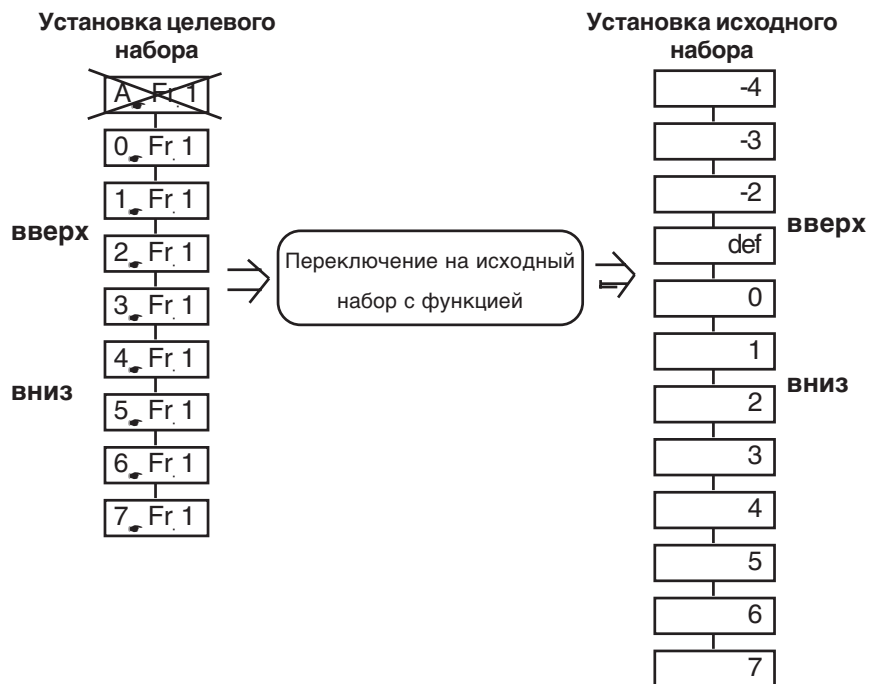 Установка целевого
набора
A Fr. 1
0 Fr. 1
1 Fr. 1
2 Fr. 1
3 Fr. 1
4 Fr. 1
5 Fr. 1
6 Fr. 1
7 Fr. 1
вверх
вниз
Переключение на исходный
набор с функцией
Установка исходного
набора
-4
-3
-2
def
0
1
2
3
4
5
6
7
вверх
вниз